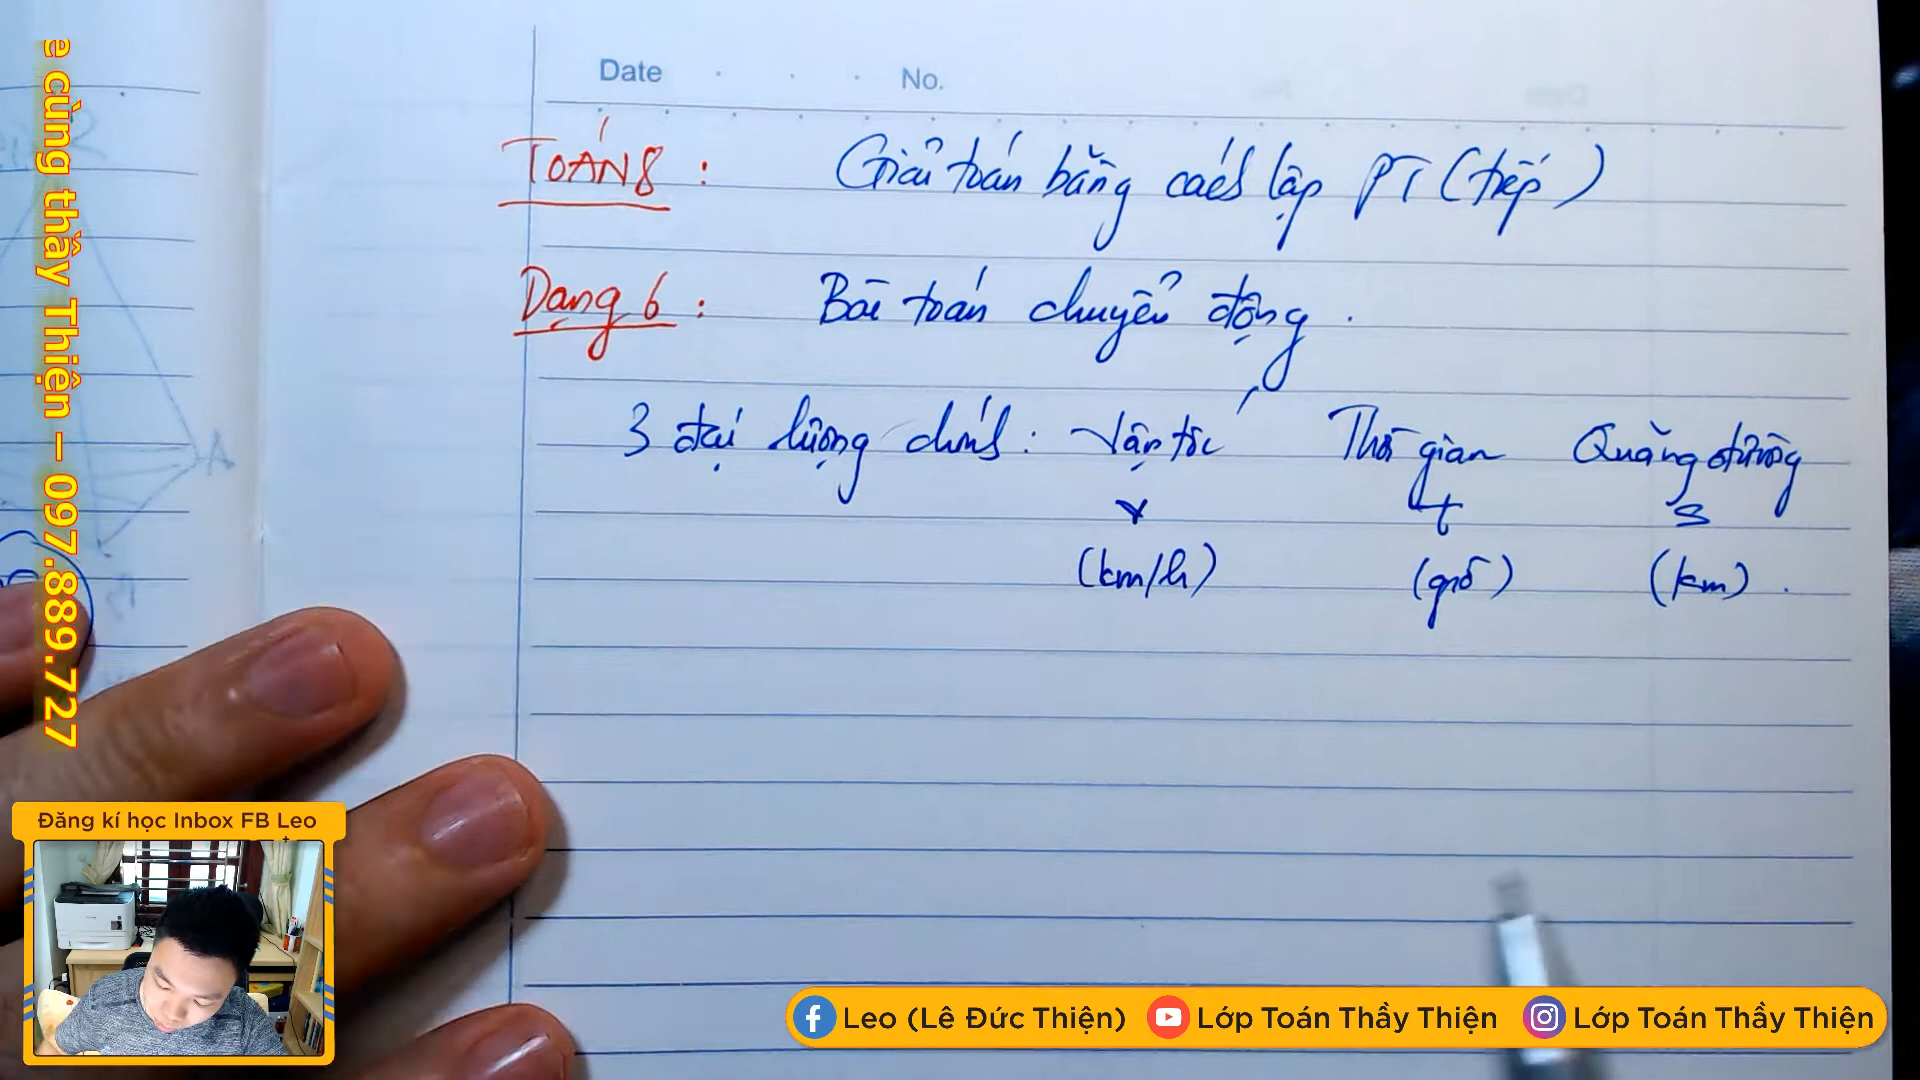 Date No.
TOÁN 8 : Giải toán bằng cách lập PT (tiếp)
Dạng 6 : Bài toán chuyển động .
3 đại lượng chính : Vận tốc Thời gian Quãng đường
v t s
(km/h) (giờ) (km) .
e cùng thầy Thiện – 097.889.727
A
B
Đăng kí học Inbox FB Leo
Leo (Lê Đức Thiện) Lớp Toán Thầy Thiện Lớp Toán Thầy Thiện